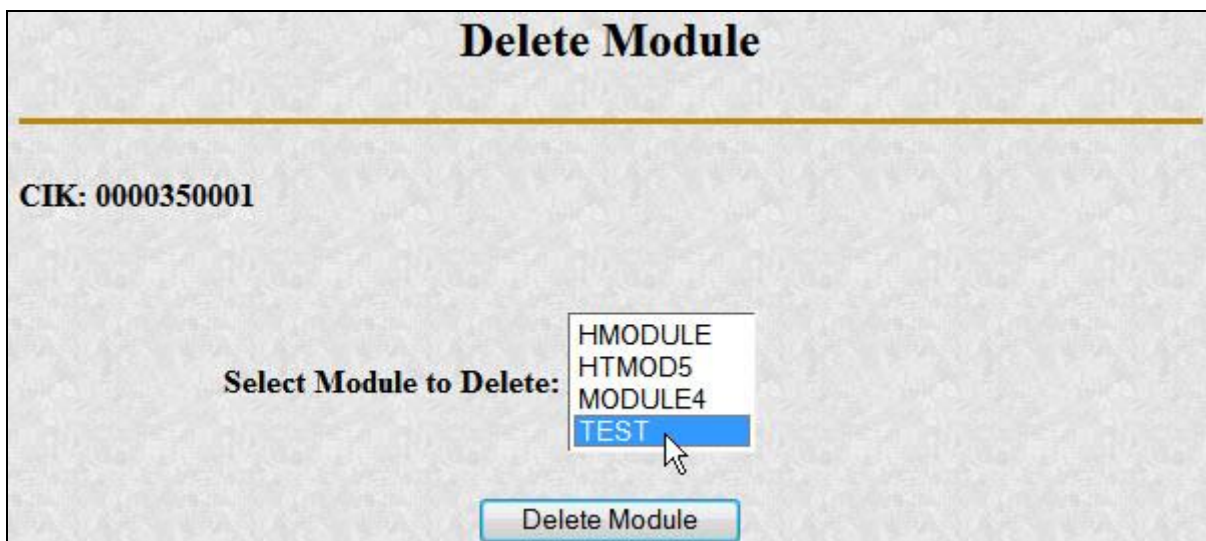 Delete Module
CIK: 0000350001
Select Module to Delete:
HMODULE
HTMOD5
MODULE4
TEST
Delete Module